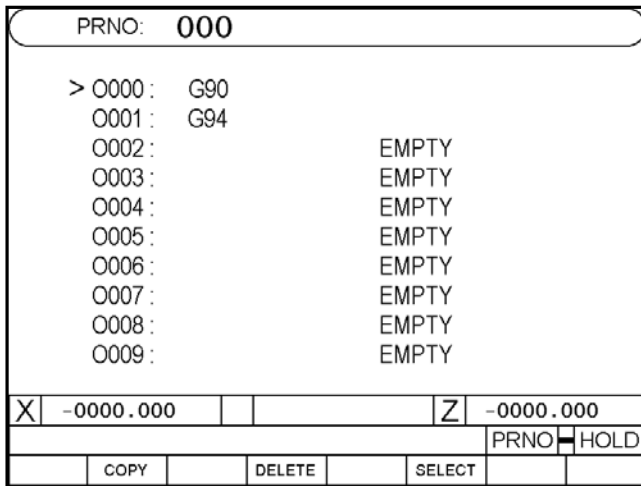 PRNO: 000
> O000 : G90
O001 : G94
O002 : EMPTY
O003 : EMPTY
O004 : EMPTY
O005 : EMPTY
O006 : EMPTY
O007 : EMPTY
O008 : EMPTY
O009 : EMPTY
X -0000.000 Z -0000.000
PRNO HOLD
COPY DELETE SELECT